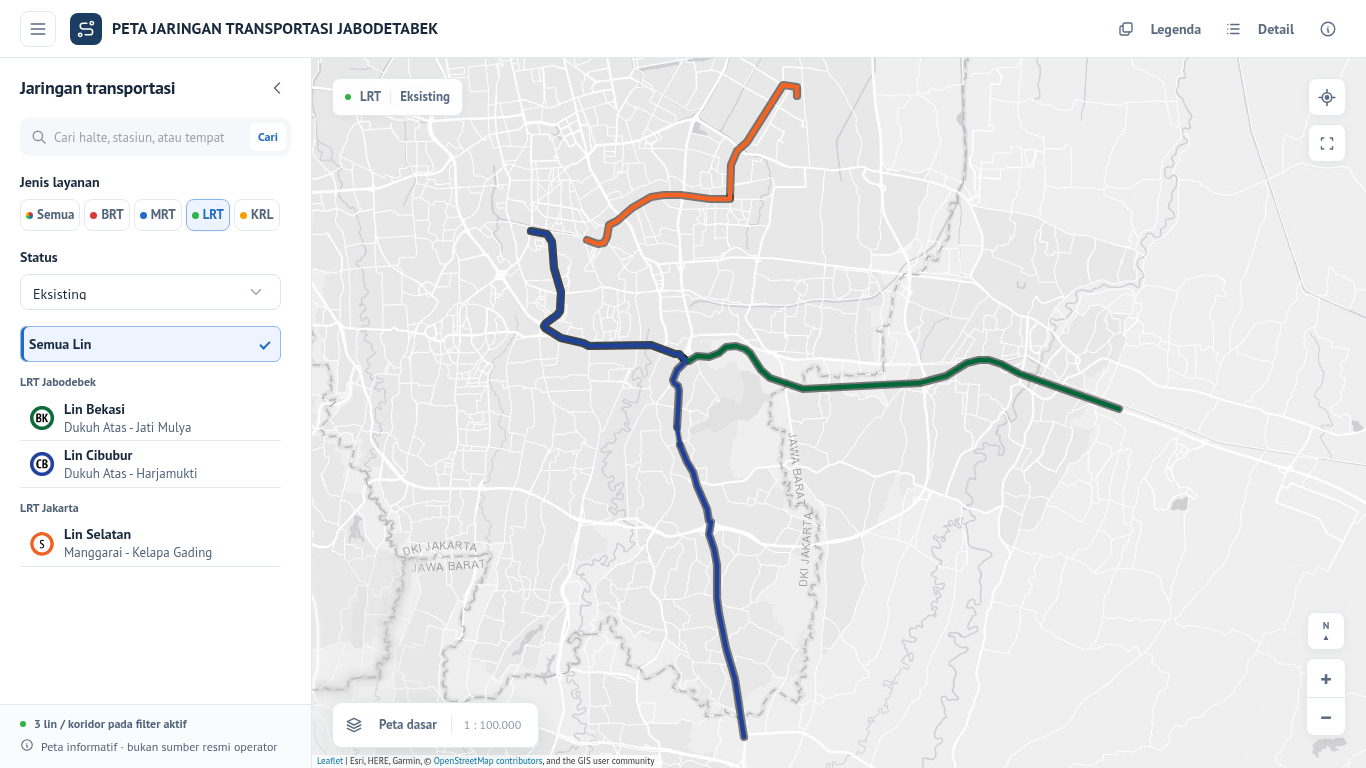 PETA JARINGAN TRANSPORTASI JABODETABEK
Legenda
Detail
Jaringan transportasi
Cari halte, stasiun, atau tempat
Cari
Jenis layanan
Semua
BRT
MRT
LRT
KRL
Status
Eksisting
Semua Lin
LRT Jabodebek
BK
Lin Bekasi
Dukuh Atas - Jati Mulya
CB
Lin Cibubur
Dukuh Atas - Harjamukti
LRT Jakarta
S
Lin Selatan
Manggarai - Kelapa Gading
3 lin / koridor pada filter aktif
Peta informatif · bukan sumber resmi operator
LRT
Eksisting
JAWA BARAT
DKI JAKARTA
DKI JAKARTA
JAWA BARAT
N
+
−
Peta dasar
1 : 100.000
Leaflet | Esri, HERE, Garmin, © OpenStreetMap contributors, and the GIS user community